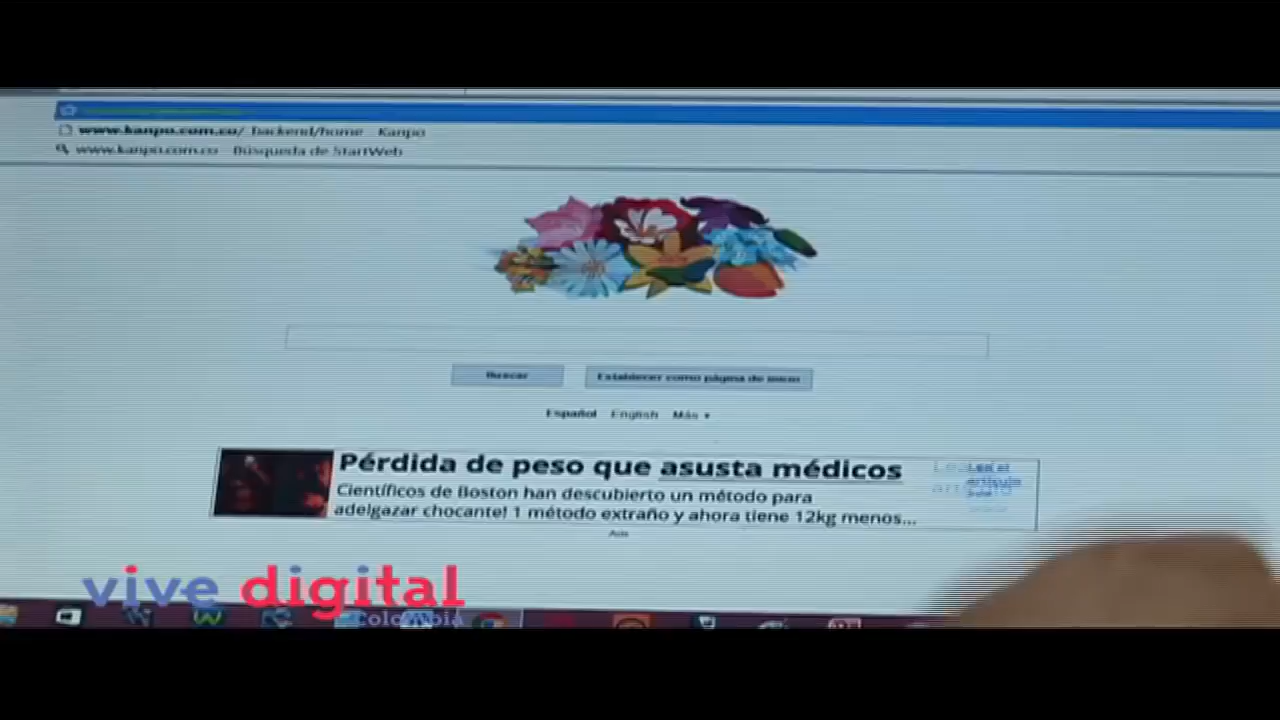 www.kanpo.com.co/_backend/home - Kanpo
www.kanpo.com.co - Búsqueda de StartWeb
Buscar
Establecer como página de inicio
Español English Más
Pérdida de peso que asusta médicos
Científicos de Boston han descubierto un método para
adelgazar chocante! 1 método extraño y ahora tiene 12kg menos...
Ads
vive digital
Colombia